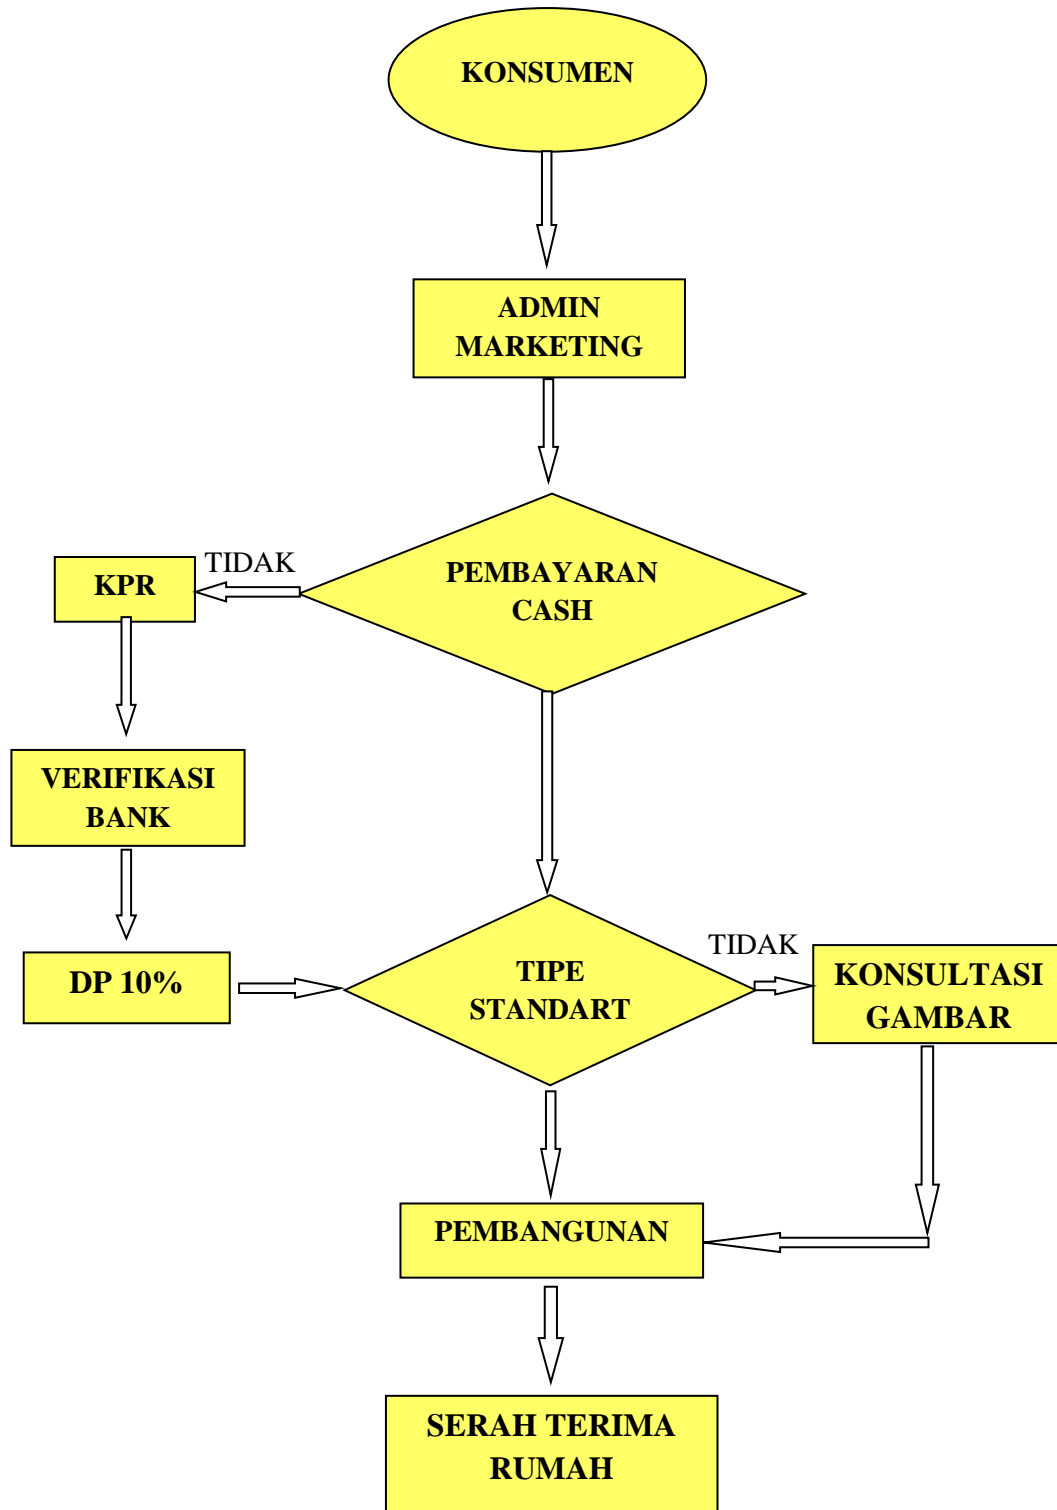 KONSUMEN
ADMIN
MARKETING
TIDAK
KPR
PEMBAYARAN
CASH
VERIFIKASI
BANK
TIDAK
DP 10%
TIPE
STANDART
KONSULTASI
GAMBAR
PEMBANGUNAN
SERAH TERIMA
RUMAH